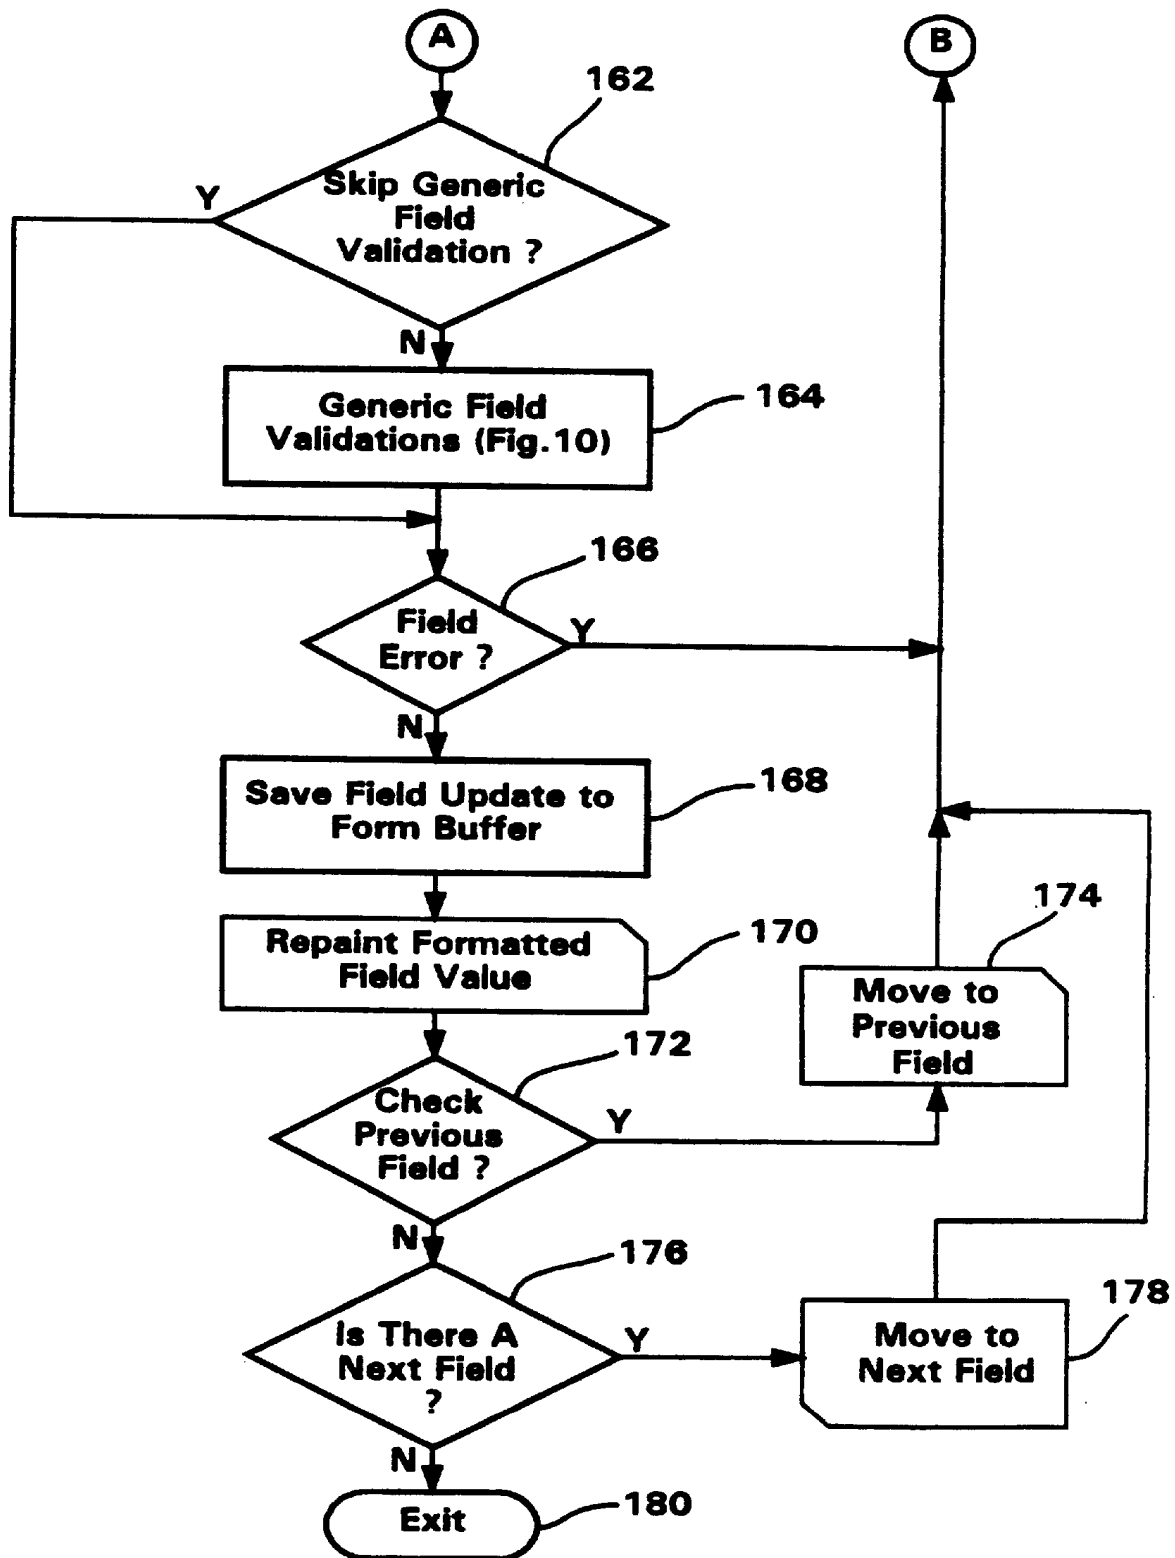 A
B
162
Y
Skip Generic
Field
Validation ?
N
Generic Field
Validations (Fig.10)
164
166
Field
Error ?
Y
N
Save Field Update to
Form Buffer
168
Repaint Formatted
Field Value
170
174
Move to
Previous
Field
172
Check
Previous
Field ?
Y
N
176
Is There A
Next Field
?
Y
178
Move to
Next Field
N
Exit
180